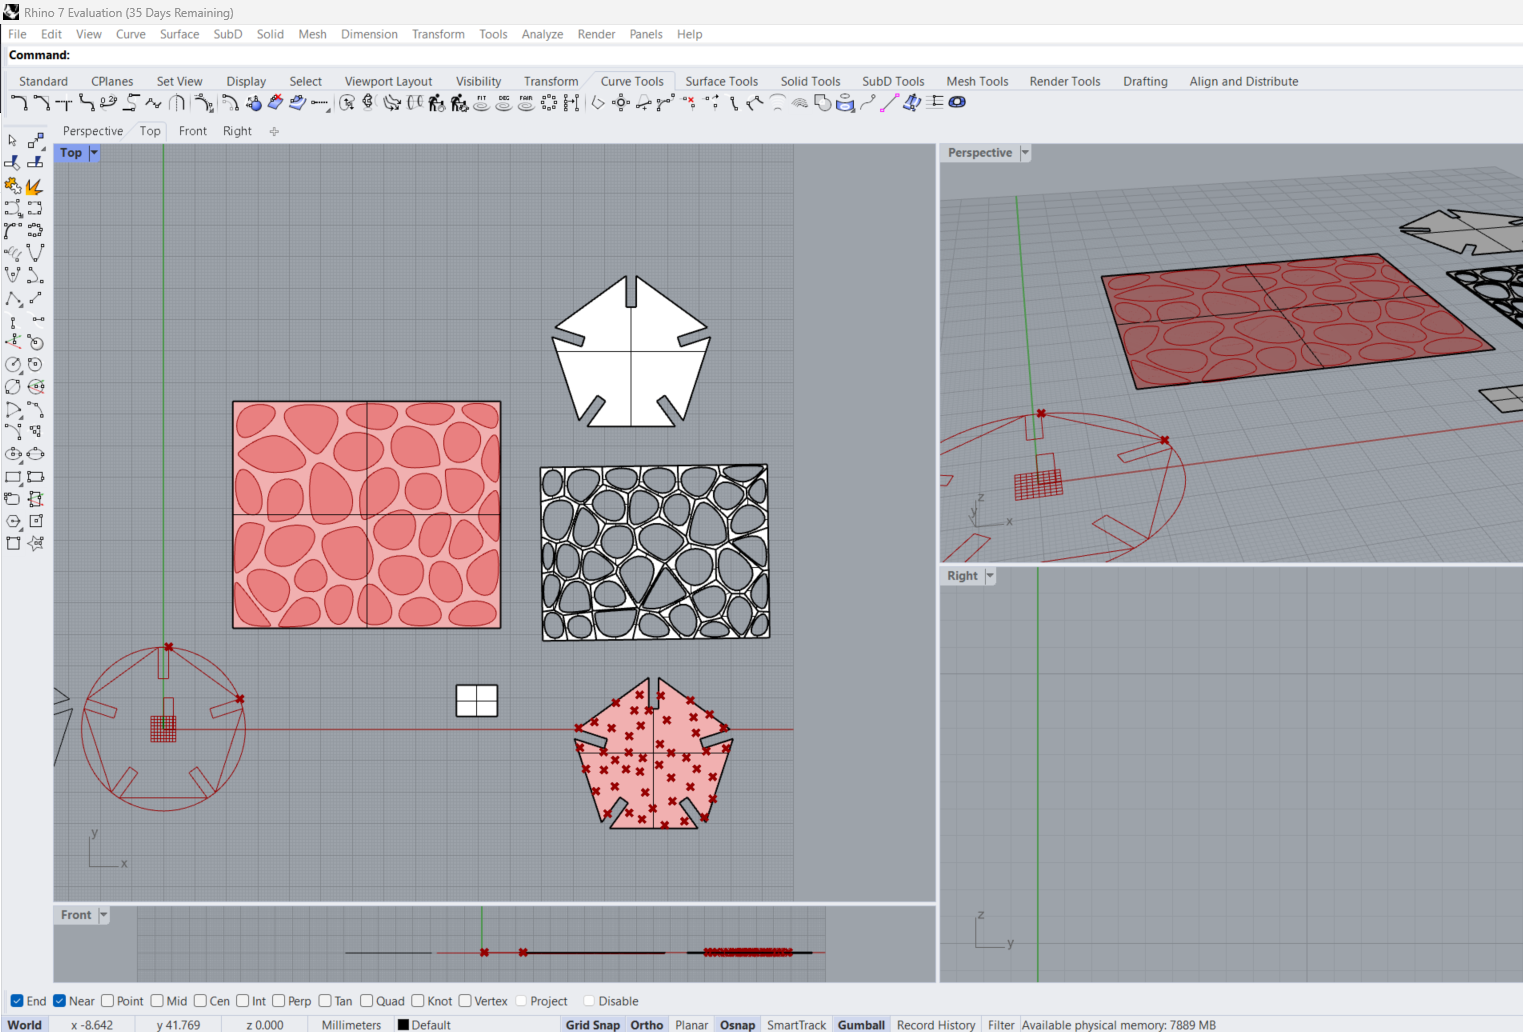 Rhino 7 Evaluation (35 Days Remaining)
File Edit View Curve Surface SubD Solid Mesh Dimension Transform Tools Analyze Render Panels Help
Command:
Standard CPlanes Set View Display Select Viewport Layout Visibility Transform Curve Tools Surface Tools Solid Tools SubD Tools Mesh Tools Render Tools Drafting Align and Distribute
FIT DEG FAIR
Perspective Top Front Right
Top
Perspective
z
y
x
Right
y
x
Front
z
y
End Near Point Mid Cen Int Perp Tan Quad Knot Vertex Project Disable
World x -8.642 y 41.769 z 0.000 Millimeters Default Grid Snap Ortho Planar Osnap SmartTrack Gumball Record History Filter Available physical memory: 7889 MB